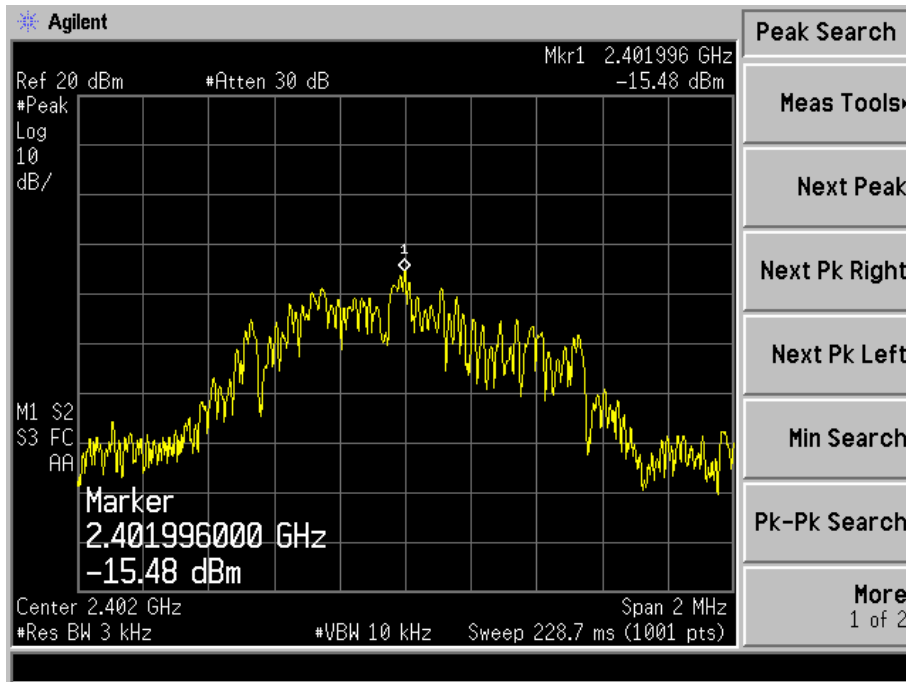 Agilent
Peak Search
Mkr1 2.401996 GHz
Ref 20 dBm #Atten 30 dB -15.48 dBm
#Peak
Log
10
dB/
Meas Tools
Next Peak
1
Next Pk Right
Next Pk Left
M1 S2
S3 FC
AA
Min Search
Marker
2.401996000 GHz
-15.48 dBm
Pk-Pk Search
Center 2.402 GHz Span 2 MHz
#Res BW 3 kHz #VBW 10 kHz Sweep 228.7 ms (1001 pts)
More
1 of 2